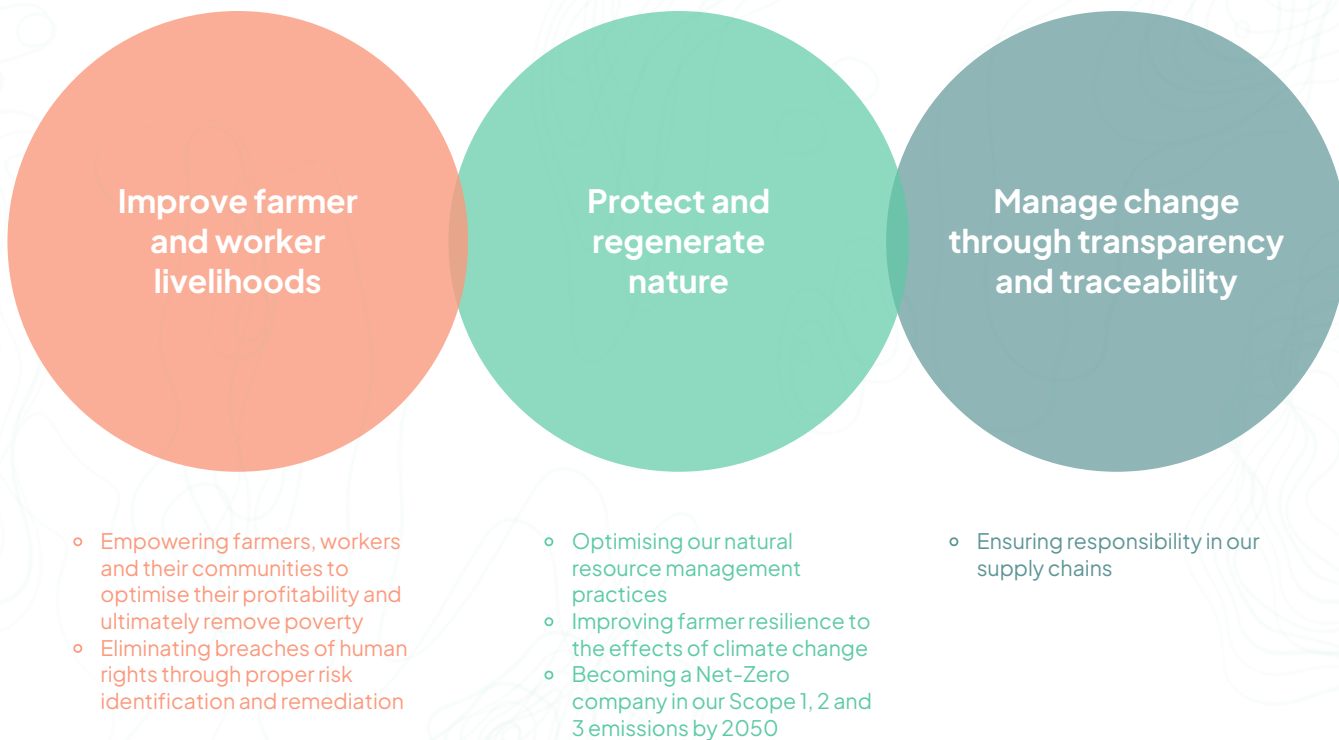 Improve farmer
and worker
livelihoods
Protect and
regenerate
nature
Manage change
through transparency
and traceability
Empowering farmers, workers
and their communities to
optimise their profitability and
ultimately remove poverty
Eliminating breaches of human
rights through proper risk
identification and remediation
Optimising our natural
resource management
practices
Improving farmer resilience to
the effects of climate change
Becoming a Net-Zero
company in our Scope 1, 2 and
3 emissions by 2050
Ensuring responsibility in our
supply chains